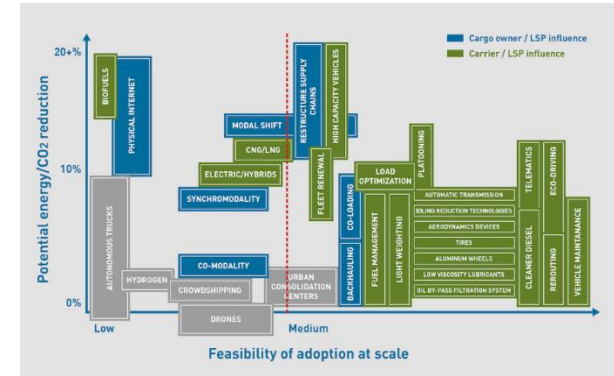 20+%
10%
0%
Potential energy/CO2 reduction
Cargo owner / LSP influence
Carrier / LSP influence
BIOFUELS
PHYSICAL INTERNET
MODAL SHIFT
RESTRUCTURE SUPPLY
CHAINS
HIGH CAPACITY VEHICLES
CNG/LNG
FLEET RENEWAL
ELECTRIC/HYBRIDS
SYNCHROMODALITY
AUTONOMOUS TRUCKS
HYDROGEN
CO-MODALITY
CROWDSHIPPING
DRONES
URBAN
CONSOLIDATION
CENTERS
CO-LOADING
BACKHAULING
LOAD
OPTIMIZATION
FUEL MANAGEMENT
LIGHT WEIGHTING
PLATOONING
AUTOMATIC TRANSMISSION
IDLING REDUCTION TECHNOLOGIES
AERODYNAMICS DEVICES
TIRES
ALUMINUM WHEELS
LOW VISCOSITY LUBRICANTS
OIL BY-PASS FILTRATION SYSTEM
TELEMATICS
CLEANER DIESEL
ECO-DRIVING
REROUTING
VEHICLE MAINTANANCE
Low
Medium
Feasibility of adoption at scale